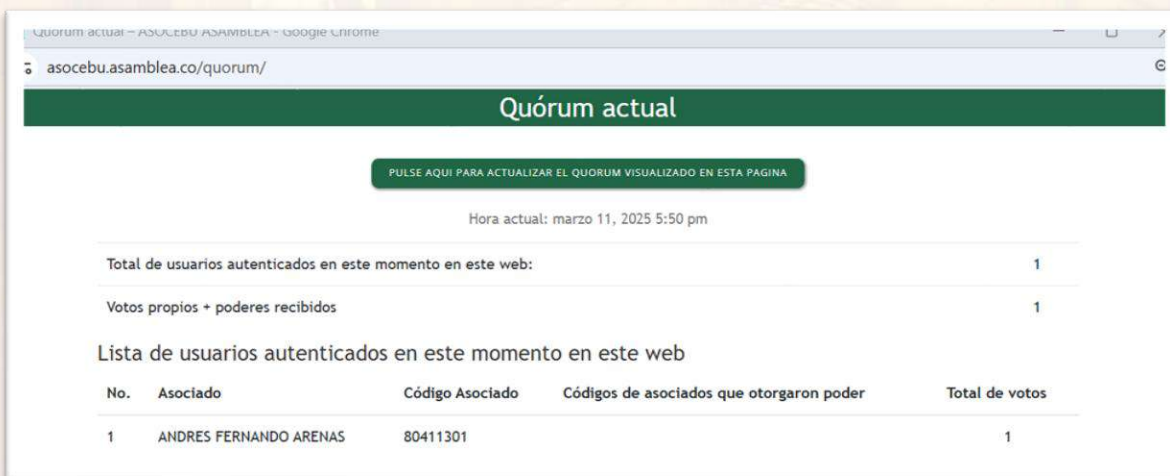 Quorum actual – ASOCEBU ASAMBLEA - Google Chrome
asocebu.asamblea.co/quorum/
Quórum actual
PULSE AQUI PARA ACTUALIZAR EL QUORUM VISUALIZADO EN ESTA PAGINA
Hora actual: marzo 11, 2025 5:50 pm
Total de usuarios autenticados en este momento en este web: 1
Votos propios + poderes recibidos 1
Lista de usuarios autenticados en este momento en este web
No. Asociado Código Asociado Códigos de asociados que otorgaron poder Total de votos
1 ANDRES FERNANDO ARENAS 80411301 1